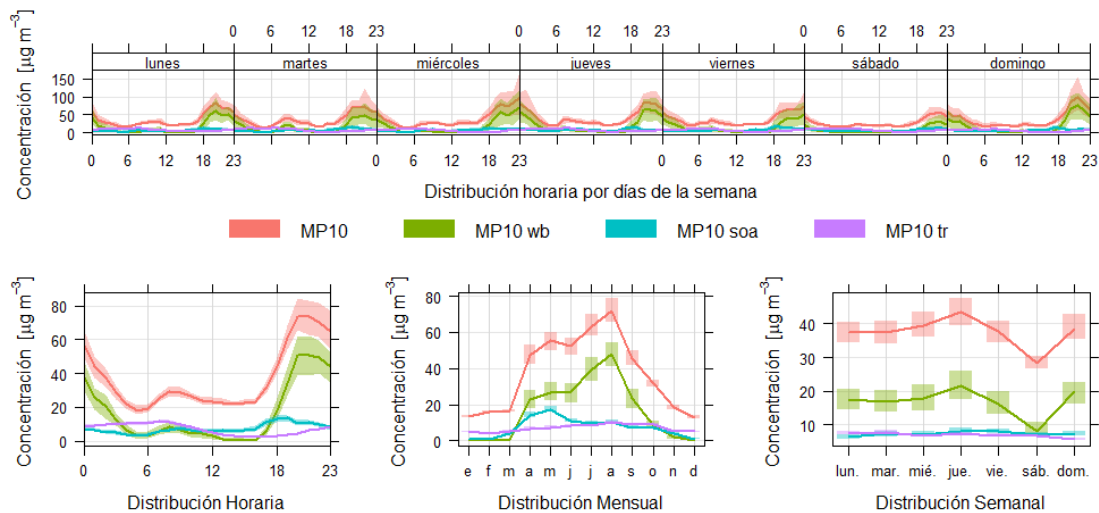 0 6 12 18 23 0 6 12 18 23 0 6 12 18 23
lunes martes miércoles jueves viernes sábado domingo
Concentración [µg m⁻³]
150
100
50
0
0 6 12 18 23 0 6 12 18 23 0 6 12 18 23 0 6 12 18 23
Distribución horaria por días de la semana
MP10 MP10 wb MP10 soa MP10 tr
Concentración [µg m⁻³]
80
60
40
20
0
0 6 12 18 23
Distribución Horaria
Concentración [µg m⁻³]
80
60
40
20
0
e f m a m j j a s o n d
Distribución Mensual
Concentración [µg m⁻³]
40
30
20
10
lun. mar. mié. jue. vie. sáb. dom.
Distribución Semanal